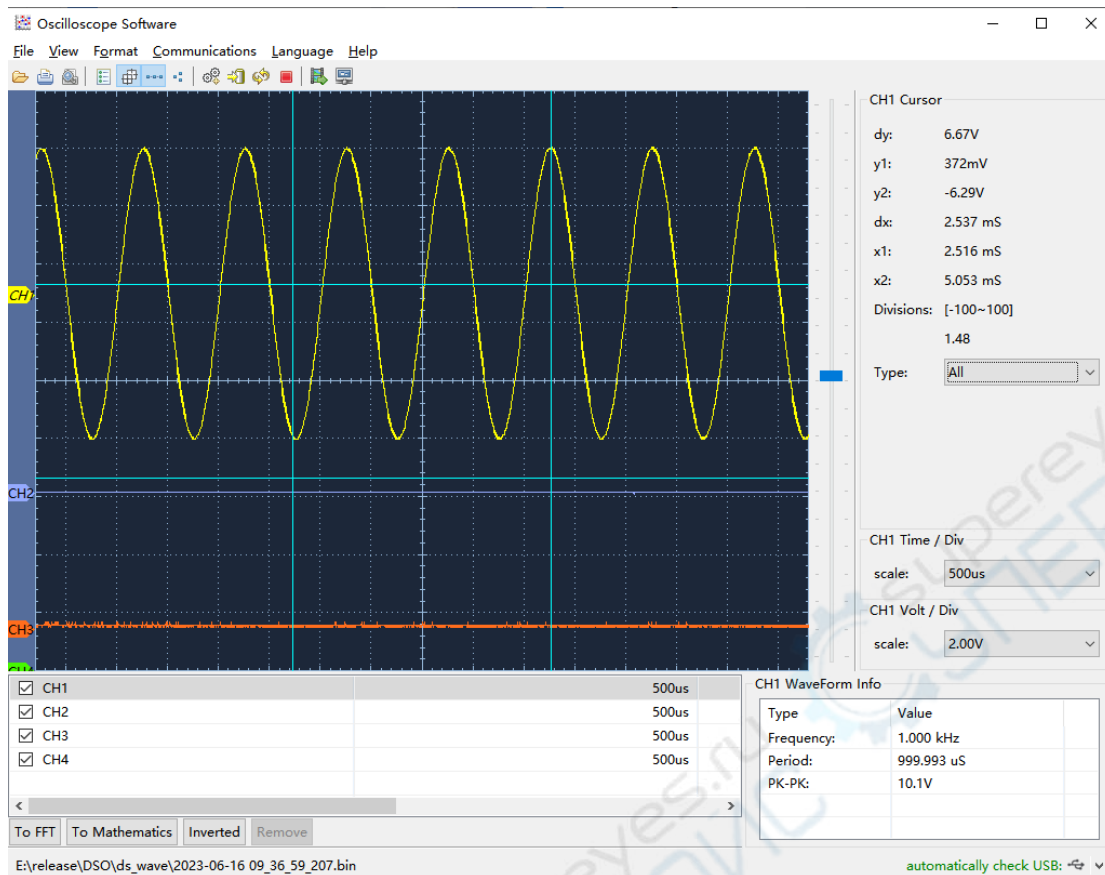 Oscilloscope Software
File View Format Communications Language Help
CH1 Cursor
dy: 6.67V
y1: 372mV
y2: -6.29V
dx: 2.537 mS
x1: 2.516 mS
x2: 5.053 mS
Divisions: [-100~100]
1.48
Type: All
CH
CH2
CH3
CH1 Time / Div
scale: 500us
CH1 Volt / Div
scale: 2.00V
CH1 500us
CH2 500us
CH3 500us
CH4 500us
CH1 WaveForm Info
Type Value
Frequency: 1.000 kHz
Period: 999.993 uS
PK-PK: 10.1V
To FFT To Mathematics Inverted Remove
E:\release\DSO\ds_wave\2023-06-16 09_36_59_207.bin
automatically check USB: